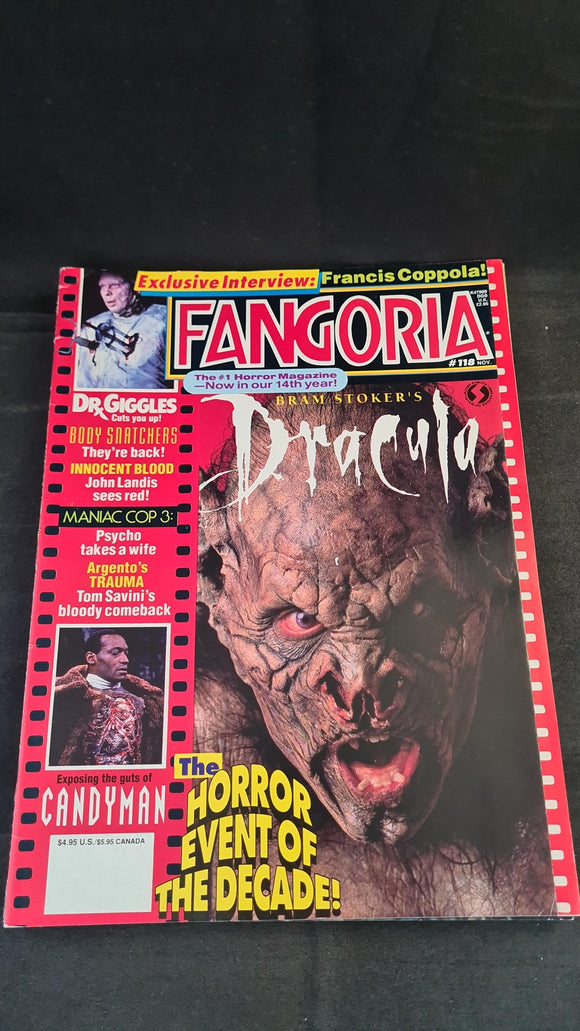 Exclusive Interview: Francis Coppola!
FANGORIA
#118 NOV.
The #1 Horror Magazine
—Now in our 14th year!
BRAM STOKER'S
Dracula
DR. GIGGLES
Cuts you up!
BODY SNATCHERS
They're back!
INNOCENT BLOOD
John Landis
sees red!
MANIAC COP 3:
Psycho
takes a wife
Argento's
TRAUMA
Tom Savini's
bloody comeback
Exposing the guts of
CANDYMAN
$4.95 U.S./$5.95 CANADA
The
HORROR
EVENT OF
THE DECADE!